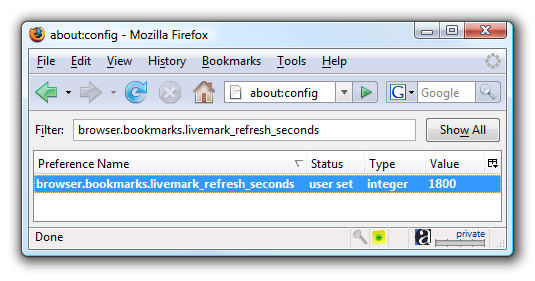 about:config - Mozilla Firefox
File Edit View History Bookmarks Tools Help
about:config G Google
Filter: browser.bookmarks.livemark_refresh_seconds Show All
Preference Name Status Type Value
browser.bookmarks.livemark_refresh_seconds user set integer 1800
Done a private